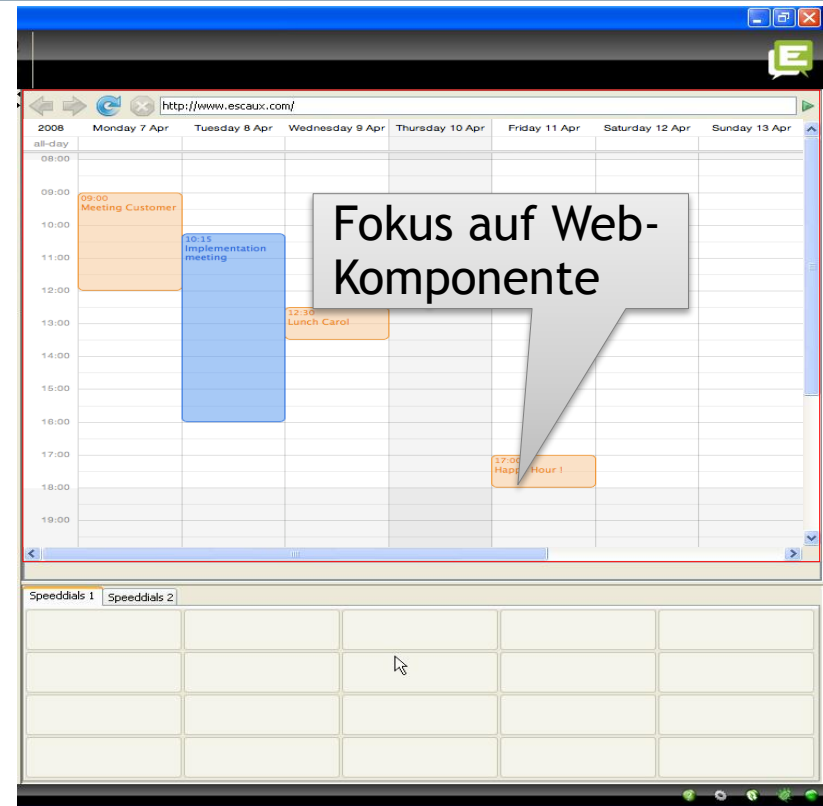 http://www.escaux.com/
2008 Monday 7 Apr Tuesday 8 Apr Wednesday 9 Apr Thursday 10 Apr Friday 11 Apr Saturday 12 Apr Sunday 13 Apr
all-day
08:00
09:00
09:00
Meeting Customer
Fokus auf Web-
Komponente
10:00
10:15
Implementation
meeting
11:00
12:00
12:30
Lunch Carol
13:00
14:00
15:00
16:00
17:00
17:00
Happy Hour !
18:00
19:00
Speeddials 1 Speeddials 2